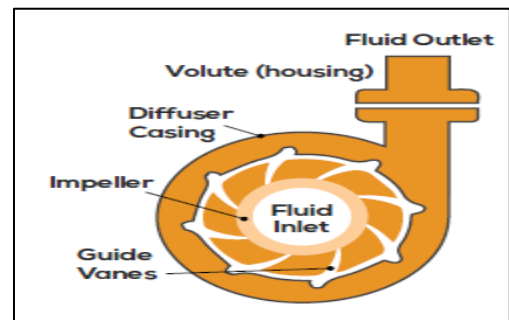 Fluid Outlet
Volute (housing)
Diffuser
Casing
Impeller
Fluid
Inlet
Guide
Vanes